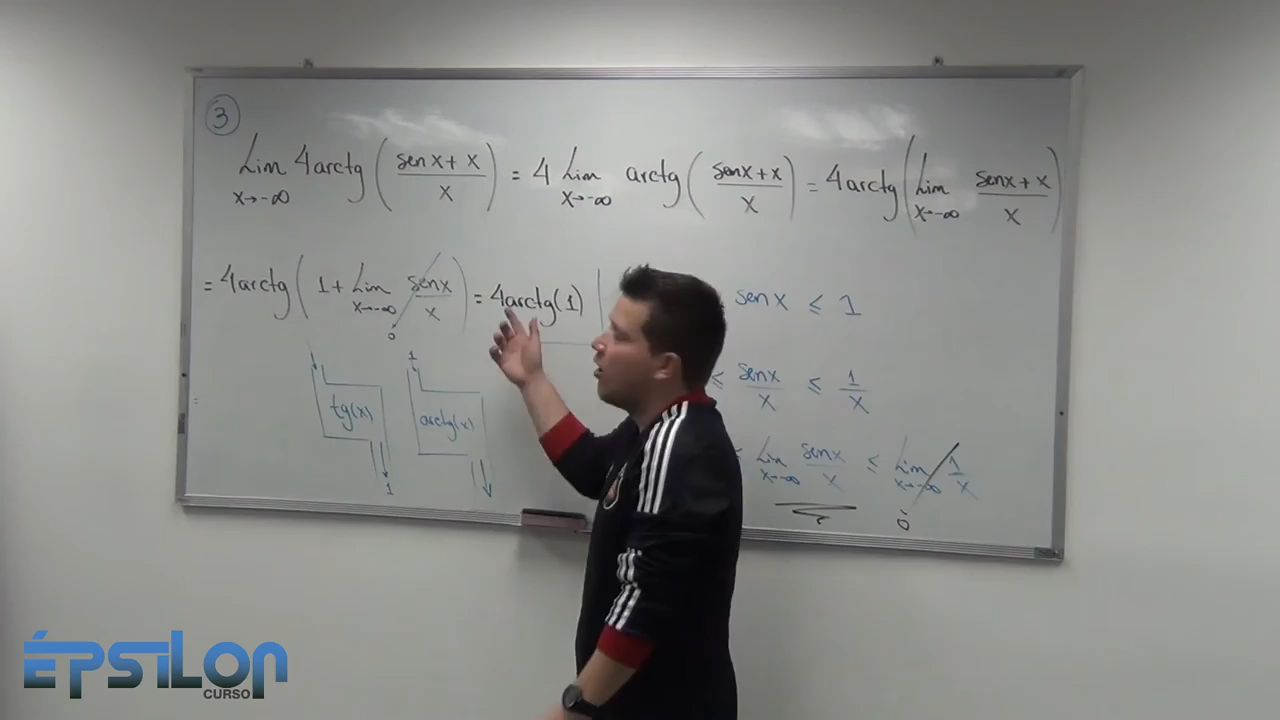 3
Lim 4arctg ( senx + x / x ) = 4 Lim arctg ( senx + x / x ) = 4arctg ( Lim senx + x / x )
x→-∞ x→-∞ x→-∞
= 4arctg ( 1 + Lim senx / x ) = 4arctg(1)
x→-∞ 0
senx ≤ 1
≤ senx / x ≤ 1 / x
≤ Lim senx / x ≤ Lim 1 / x
x→-∞ x→-∞
0
tg(x)
1
1
arctg(x)
ÉPSILON
CURSO